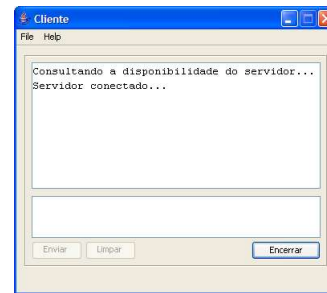 Cliente
File Help
Consultando a disponibilidade do servidor...
Servidor conectado...
Enviar Limpar Encerrar